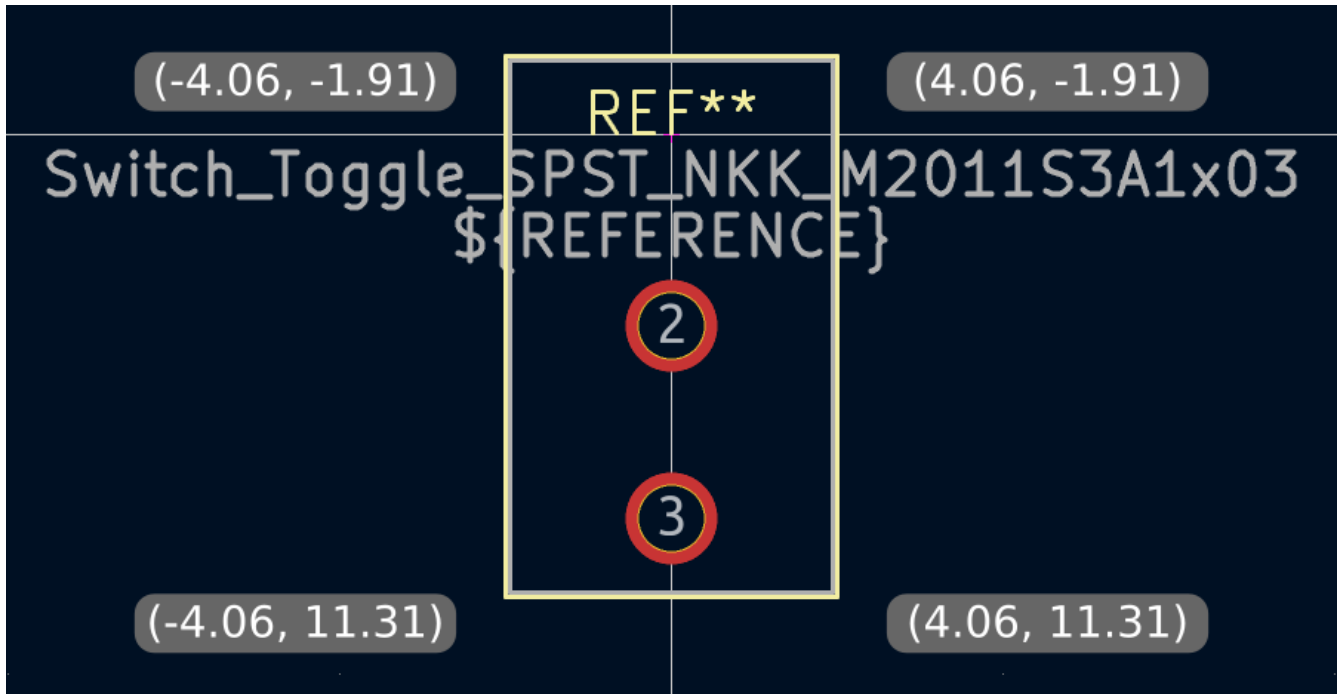 (-4.06, -1.91) (4.06, -1.91)
REF**
Switch_Toggle_SPST_NKK_M2011S3A1x03
${REFERENCE}
2
3
(-4.06, 11.31) (4.06, 11.31)